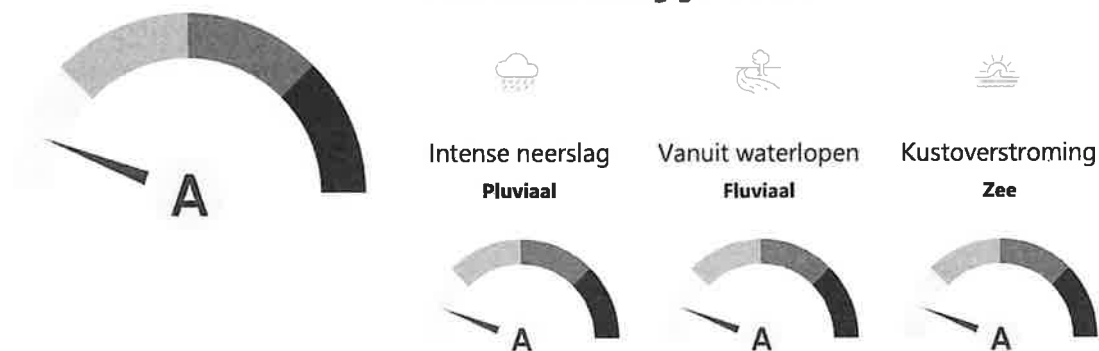 A
Intense neerslag
Pluviaal
A
Vanuit waterlopen
Fluviaal
A
Kustoverstroming
Zee
A